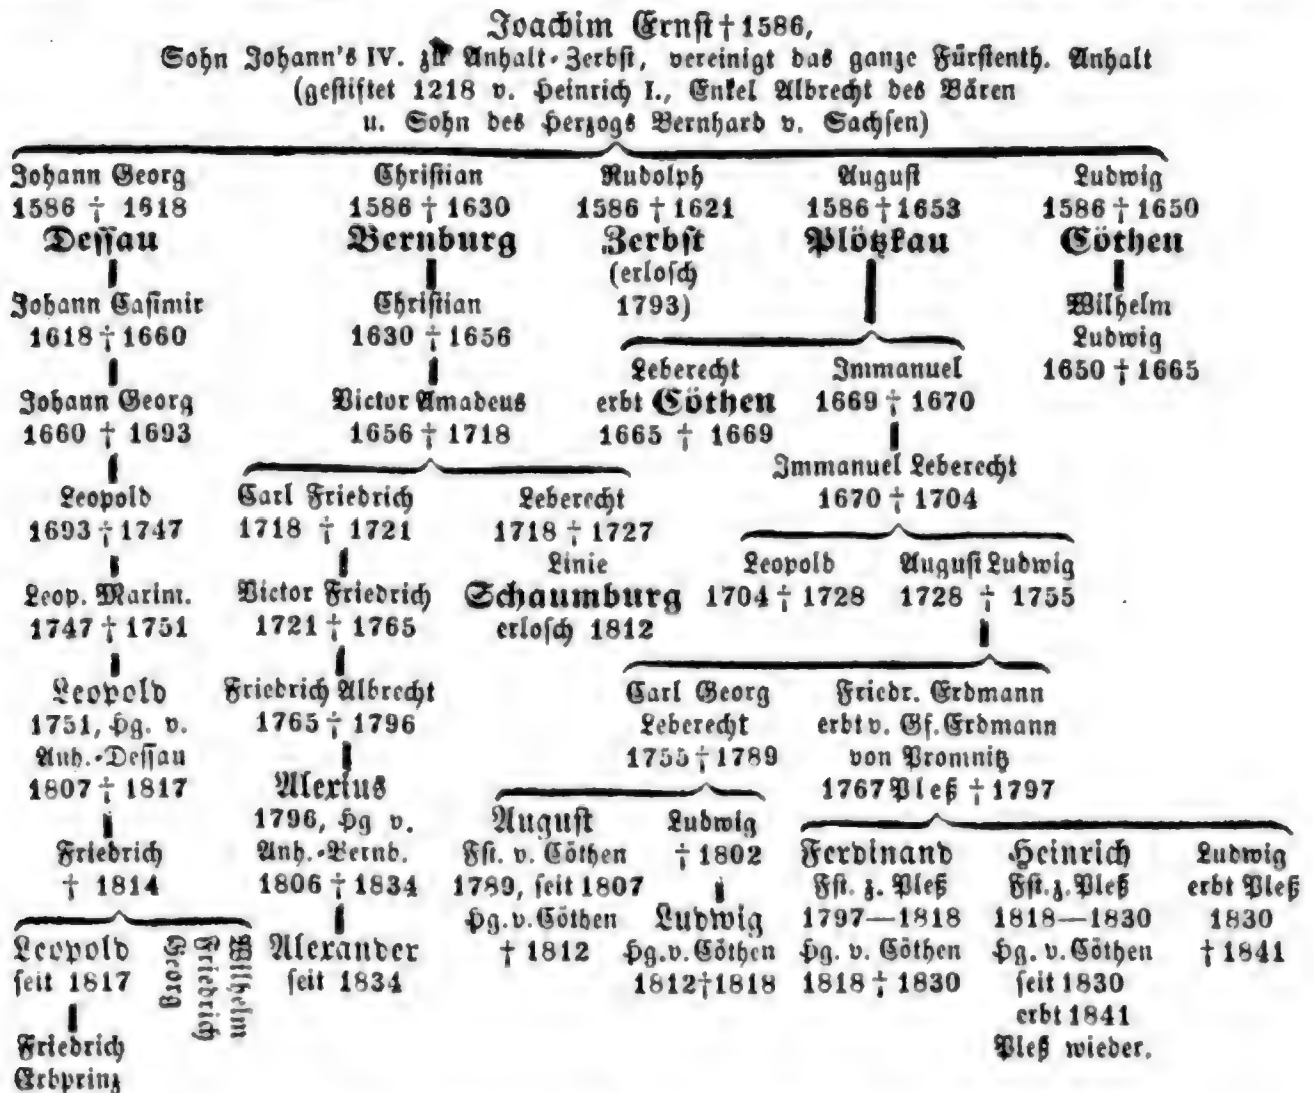 Joachim Ernst † 1586,
Sohn Johann's IV. zu Anhalt-Zerbst, vereinigt das ganze Fürstenth. Anhalt
(gestiftet 1218 v. Heinrich I., Enkel Albrecht des Bären
u. Sohn des Herzogs Bernhard v. Sachsen)
Johann Georg
1586 † 1618
Dessau
Johann Casimir
1618 † 1660
Johann Georg
1660 † 1693
Leopold
1693 † 1747
Leop. Maxim.
1747 † 1751
Leopold
1751, Hg. v.
Anh.-Dessau
1807 † 1817
Friedrich
† 1814
Leopold
seit 1817
Georg
Friedrich
Wilhelm
Friedrich
Erbprinz
Christian
1586 † 1630
Bernburg
Christian
1630 † 1656
Victor Amadeus
1656 † 1718
Carl Friedrich
1718 † 1721
Victor Friedrich
1721 † 1765
Friedrich Albrecht
1765 † 1796
Alexius
1796, Hg v.
Anh.-Bernb.
1806 † 1834
Alexander
seit 1834
Leberecht
1718 † 1727
Linie
Schaumburg
erlosch 1812
Rudolph
1586 † 1621
Zerbst
(erlosch
1793)
August
1586 † 1653
Plötzkau
Leberecht
erbt Cöthen
1665 † 1669
Immanuel
1669 † 1670
Immanuel Leberecht
1670 † 1704
Leopold
1704 † 1728
August Ludwig
1728 † 1755
Carl Georg
Leberecht
1755 † 1789
August
Fst. v. Cöthen
1789, seit 1807
Hg. v. Cöthen
† 1812
Ludwig
† 1802
Ludwig
Hg. v. Cöthen
1812†1818
Friedr. Erdmann
erbt v. Gf. Erdmann
von Promnitz
1767 Pleß † 1797
Ferdinand
Fst. z. Pleß
1797—1818
Hg. v. Cöthen
1818 † 1830
Heinrich
Fst. z. Pleß
1818—1830
Hg. v. Cöthen
seit 1830
erbt 1841
Pleß wieder.
Ludwig
erbt Pleß
1830
† 1841
Ludwig
1586 † 1650
Cöthen
Wilhelm
Ludwig
1650 † 1665